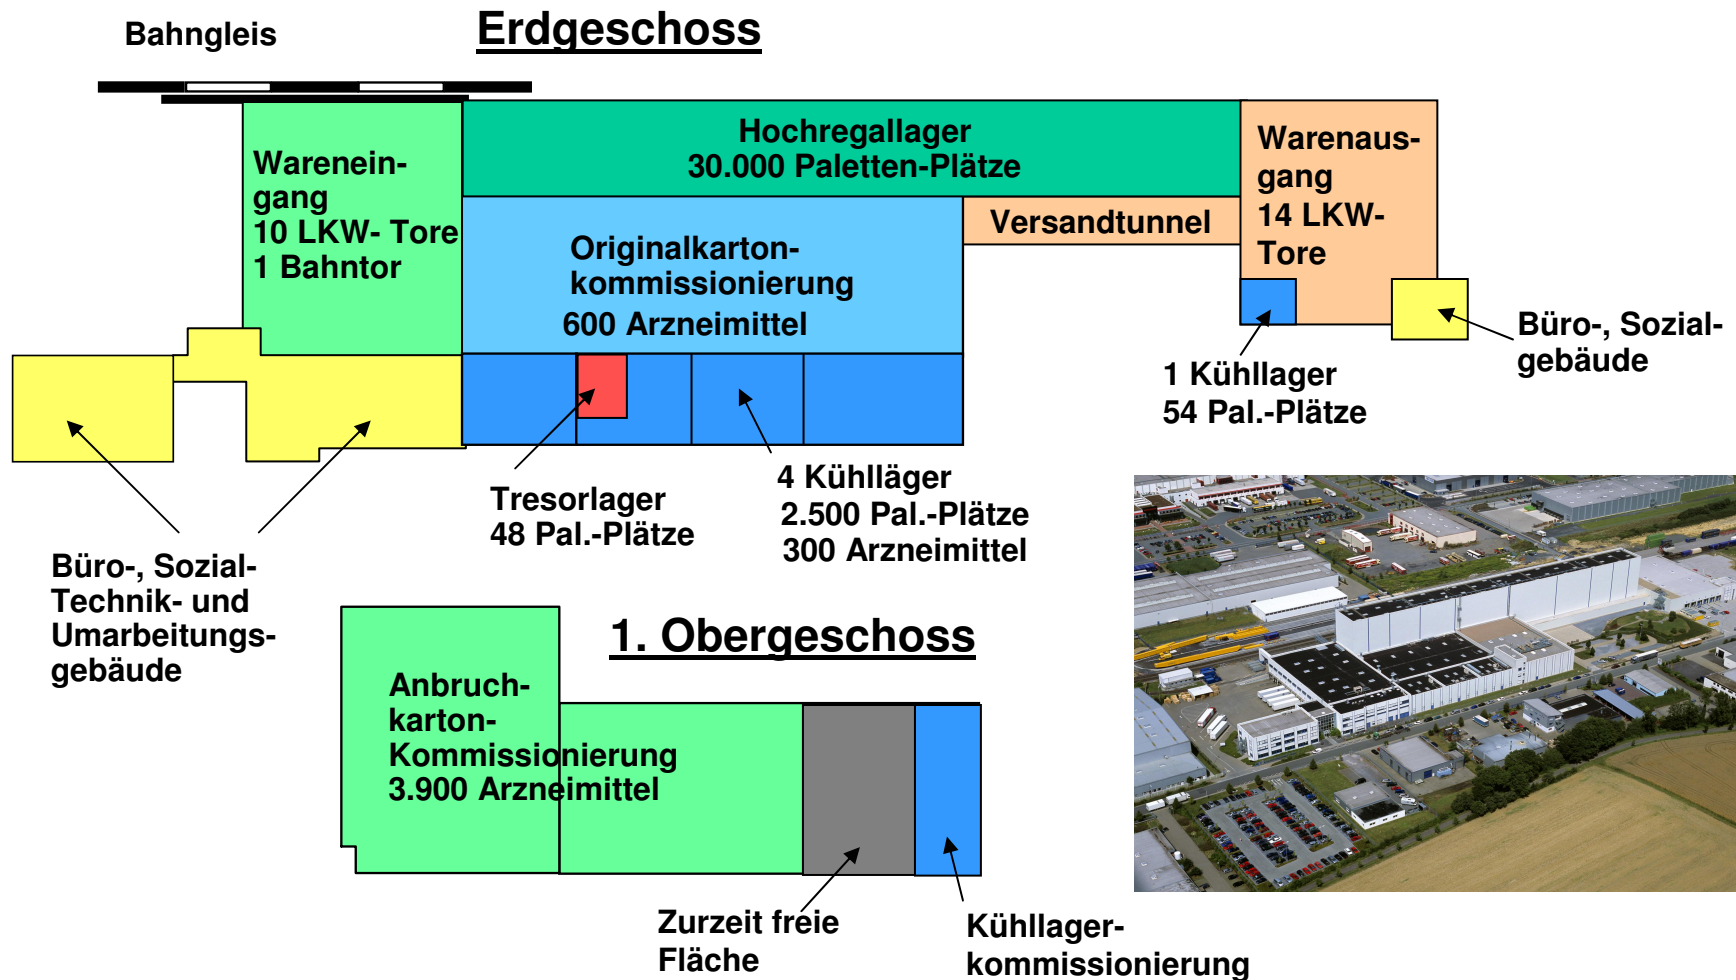 Bahngleis
Erdgeschoss
Wareneingang
10 LKW- Tore
1 Bahntor
Hochregallager
30.000 Paletten-Plätze
Originalkarton-
kommissionierung
600 Arzneimittel
Versandtunnel
Warenaus-
gang
14 LKW-
Tore
Büro-, Sozial-
gebäude
1 Kühllager
54 Pal.-Plätze
Tresorlager
48 Pal.-Plätze
4 Kühlläger
2.500 Pal.-Plätze
300 Arzneimittel
Büro-, Sozial-
Technik- und
Umarbeitungs-
gebäude
1. Obergeschoss
Anbruch-
karton-
Kommissionierung
3.900 Arzneimittel
Zurzeit freie
Fläche
Kühllager-
kommissionierung